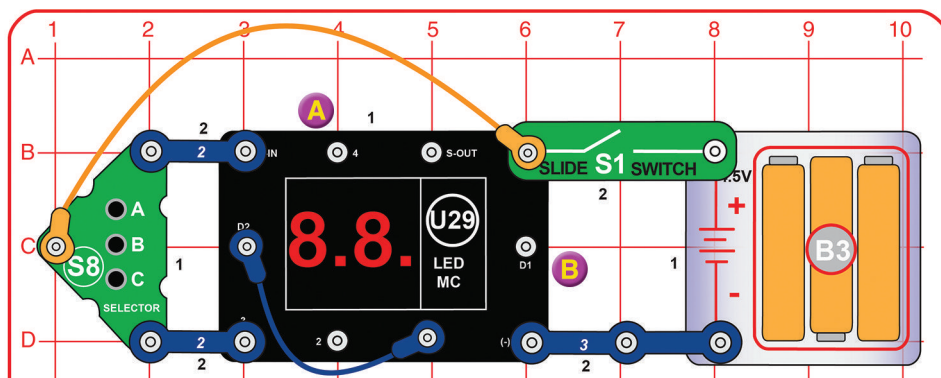 1 2 3 4 5 6 7 8 9 10
A
A 1
2
B 2 IN 4 S-OUT SLIDE S1 SWITCH
2
.5V
A
D2
8.8. U29
+
B
C S8 1 LED MC D1 B 1 B3
C
-
SELECTOR
D 2 2 (-) 3
2 2